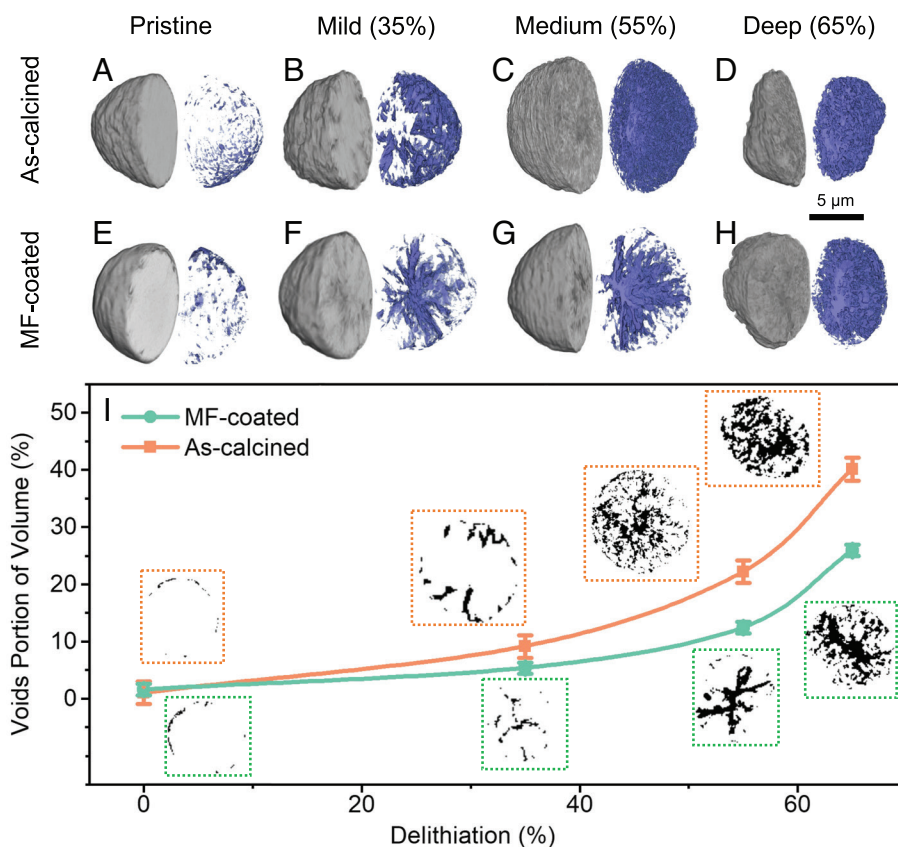 Pristine Mild (35%) Medium (55%) Deep (65%)
As-calcined
A B C D
5 µm
MF-coated
E F G H
I
MF-coated
As-calcined
Voids Portion of Volume (%)
50
40
30
20
10
0
0 20 40 60
Delithiation (%)